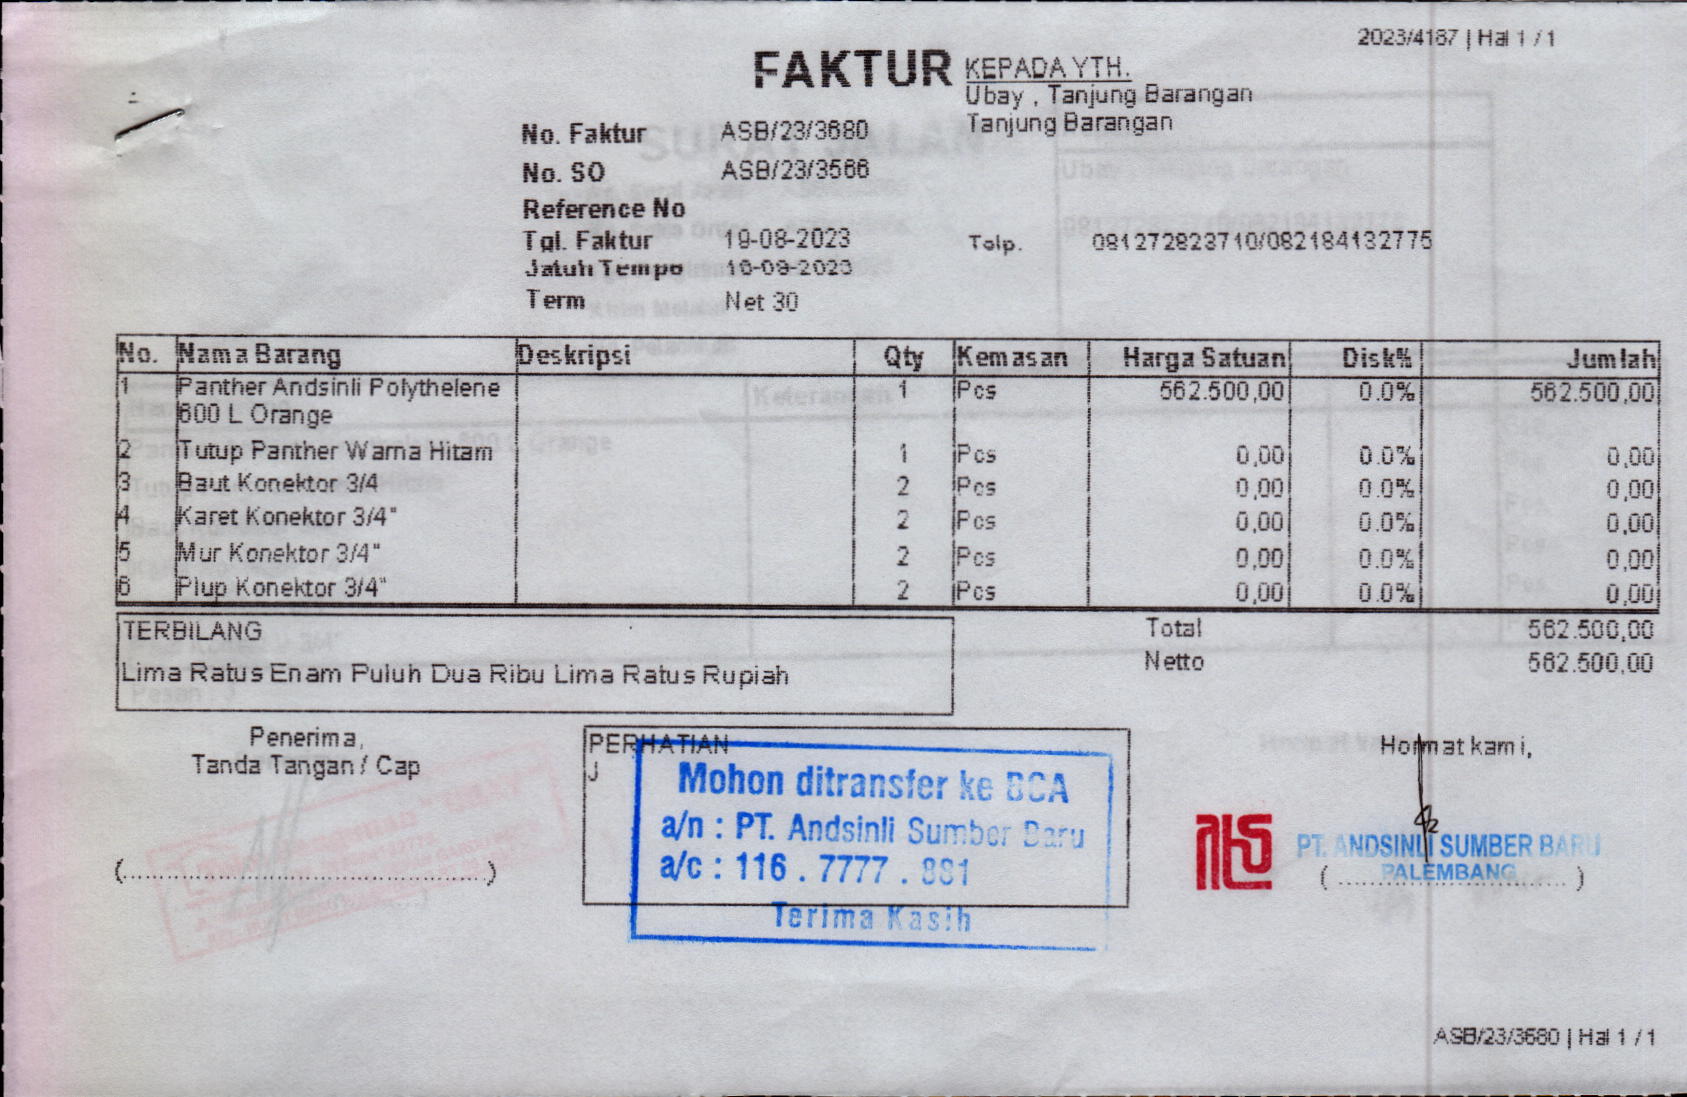 2023/4187 | Hal 1 / 1
FAKTUR
KEPADA YTH.
Ubay , Tanjung Barangan
Tanjung Barangan
No. Faktur ASB/23/3680
No. SO ASB/23/3566
Reference No
Tgl. Faktur 19-08-2023
Telp. 081272823710/082184132775
Jatuh Tempo 18-09-2023
Term Net 30
No. Nama Barang Deskripsi Qty Kemasan Harga Satuan Disk% Jumlah
1 Panther Andsinli Polythelene 1 Pcs 562.500,00 0.0% 562.500,00
600 L Orange
2 Tutup Panther Warna Hitam 1 Pcs 0,00 0.0% 0,00
3 Baut Konektor 3/4 2 Pcs 0,00 0.0% 0,00
4 Karet Konektor 3/4" 2 Pcs 0,00 0.0% 0,00
5 Mur Konektor 3/4" 2 Pcs 0,00 0.0% 0,00
6 Plup Konektor 3/4" 2 Pcs 0,00 0.0% 0,00
TERBILANG
Lima Ratus Enam Puluh Dua Ribu Lima Ratus Rupiah
Total 562.500,00
Netto 562.500,00
Penerima,
Tanda Tangan / Cap
(................................................)
PERHATIAN
J
Mohon ditransfer ke BCA
a/n : PT. Andsinli Sumber Baru
a/c : 116 . 7777 . 881
Terima Kasih
Hormat kami,
PT. ANDSINLI SUMBER BARU
PALEMBANG
( ................................ )
ASB/23/3680 | Hal 1 / 1